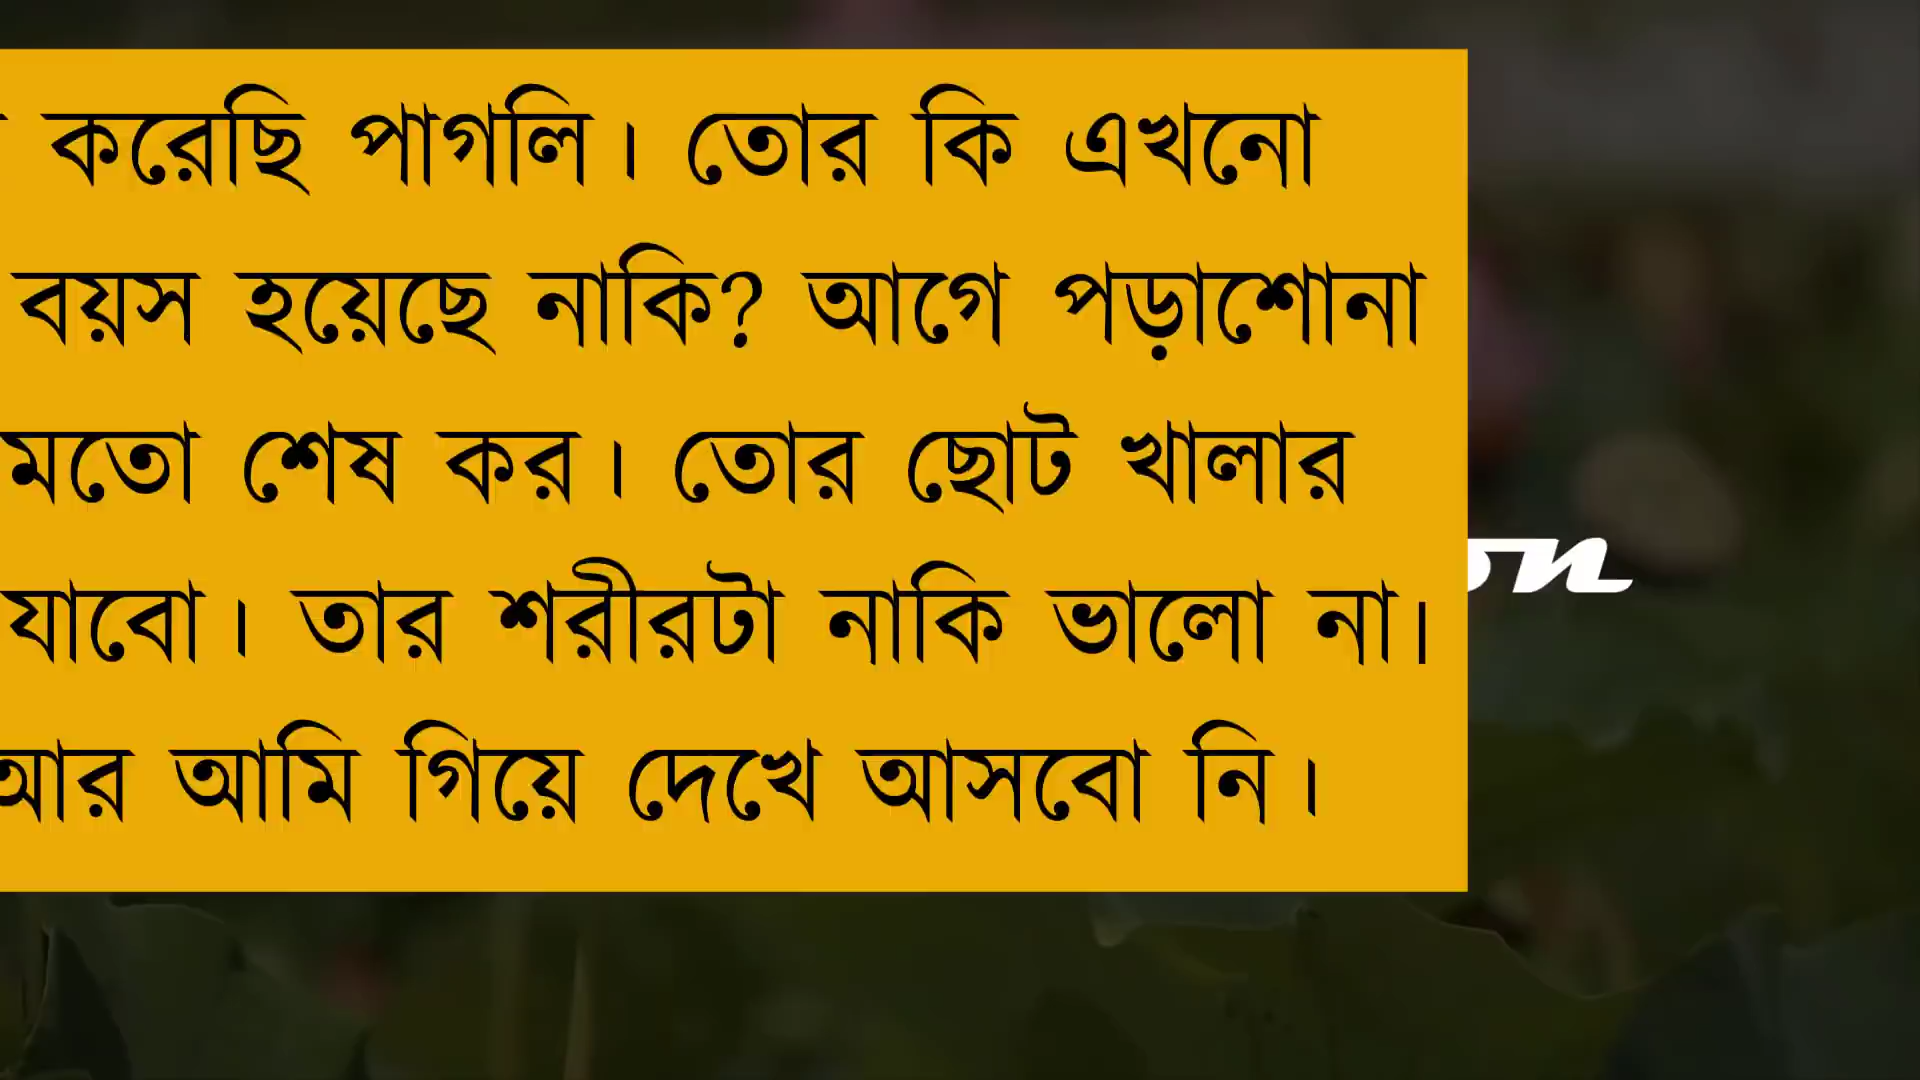 করেছি পাগলি। তোর কি এখনো
বয়স হয়েছে নাকি? আগে পড়াশোনা
মতো শেষ কর। তোর ছোট খালার
যাবো। তার শরীরটা নাকি ভালো না।
আর আমি গিয়ে দেখে আসবো নি।